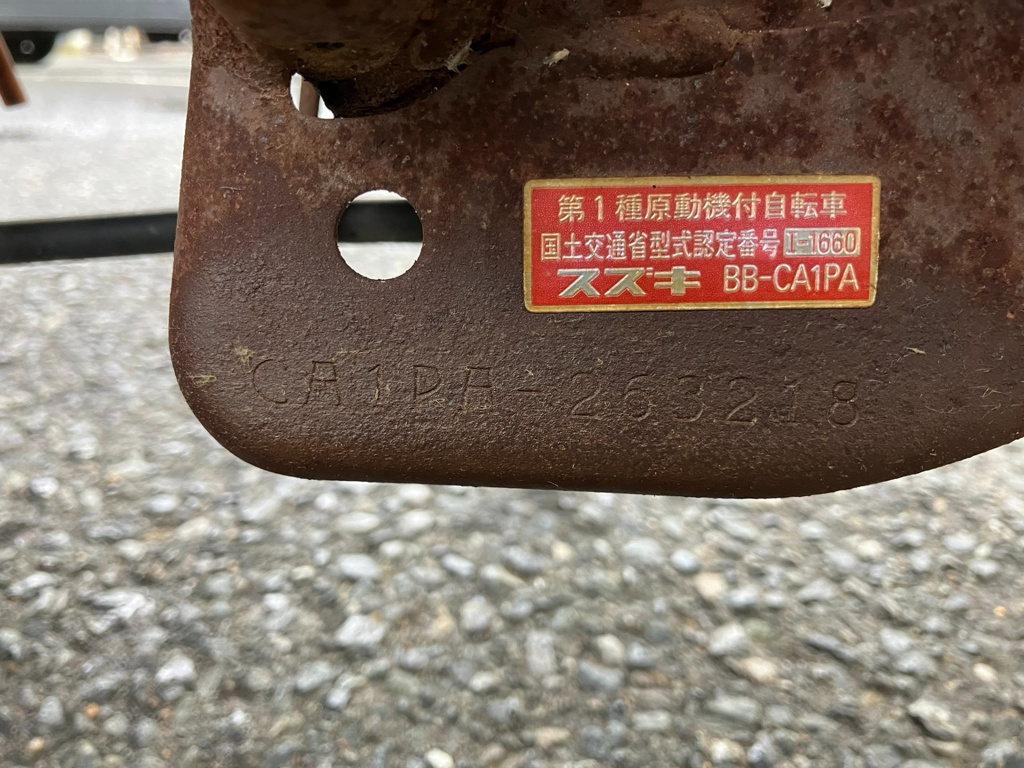 第1種原動機付自転車
国土交通省型式認定番号 I-1660
スズキ BB-CA1PA
CA1PA-263218